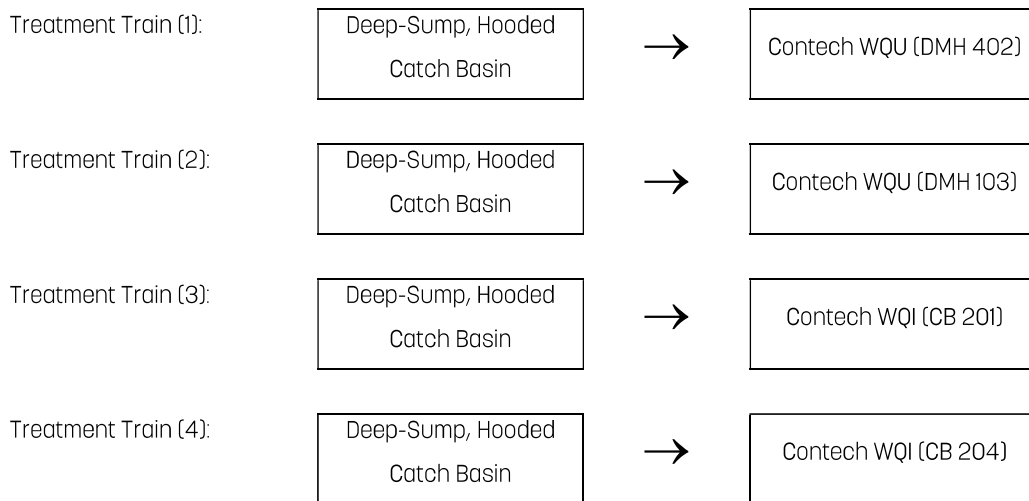 Treatment Train (1):
Deep-Sump, Hooded
Catch Basin
→
Contech WQU (DMH 402)
Treatment Train (2):
Deep-Sump, Hooded
Catch Basin
→
Contech WQU (DMH 103)
Treatment Train (3):
Deep-Sump, Hooded
Catch Basin
→
Contech WQI (CB 201)
Treatment Train (4):
Deep-Sump, Hooded
Catch Basin
→
Contech WQI (CB 204)